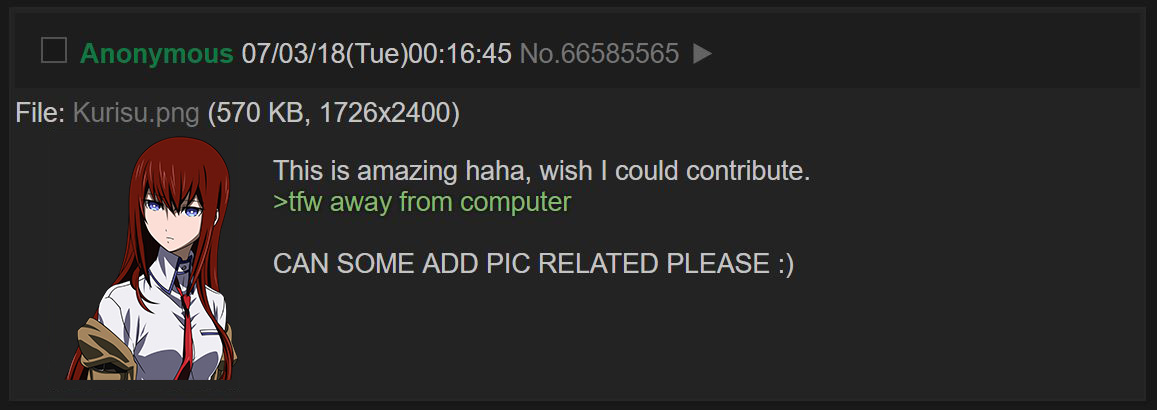 Anonymous 07/03/18(Tue)00:16:45 No.66585565 ▶
File: Kurisu.png (570 KB, 1726x2400)
This is amazing haha, wish I could contribute.
>tfw away from computer
CAN SOME ADD PIC RELATED PLEASE :)